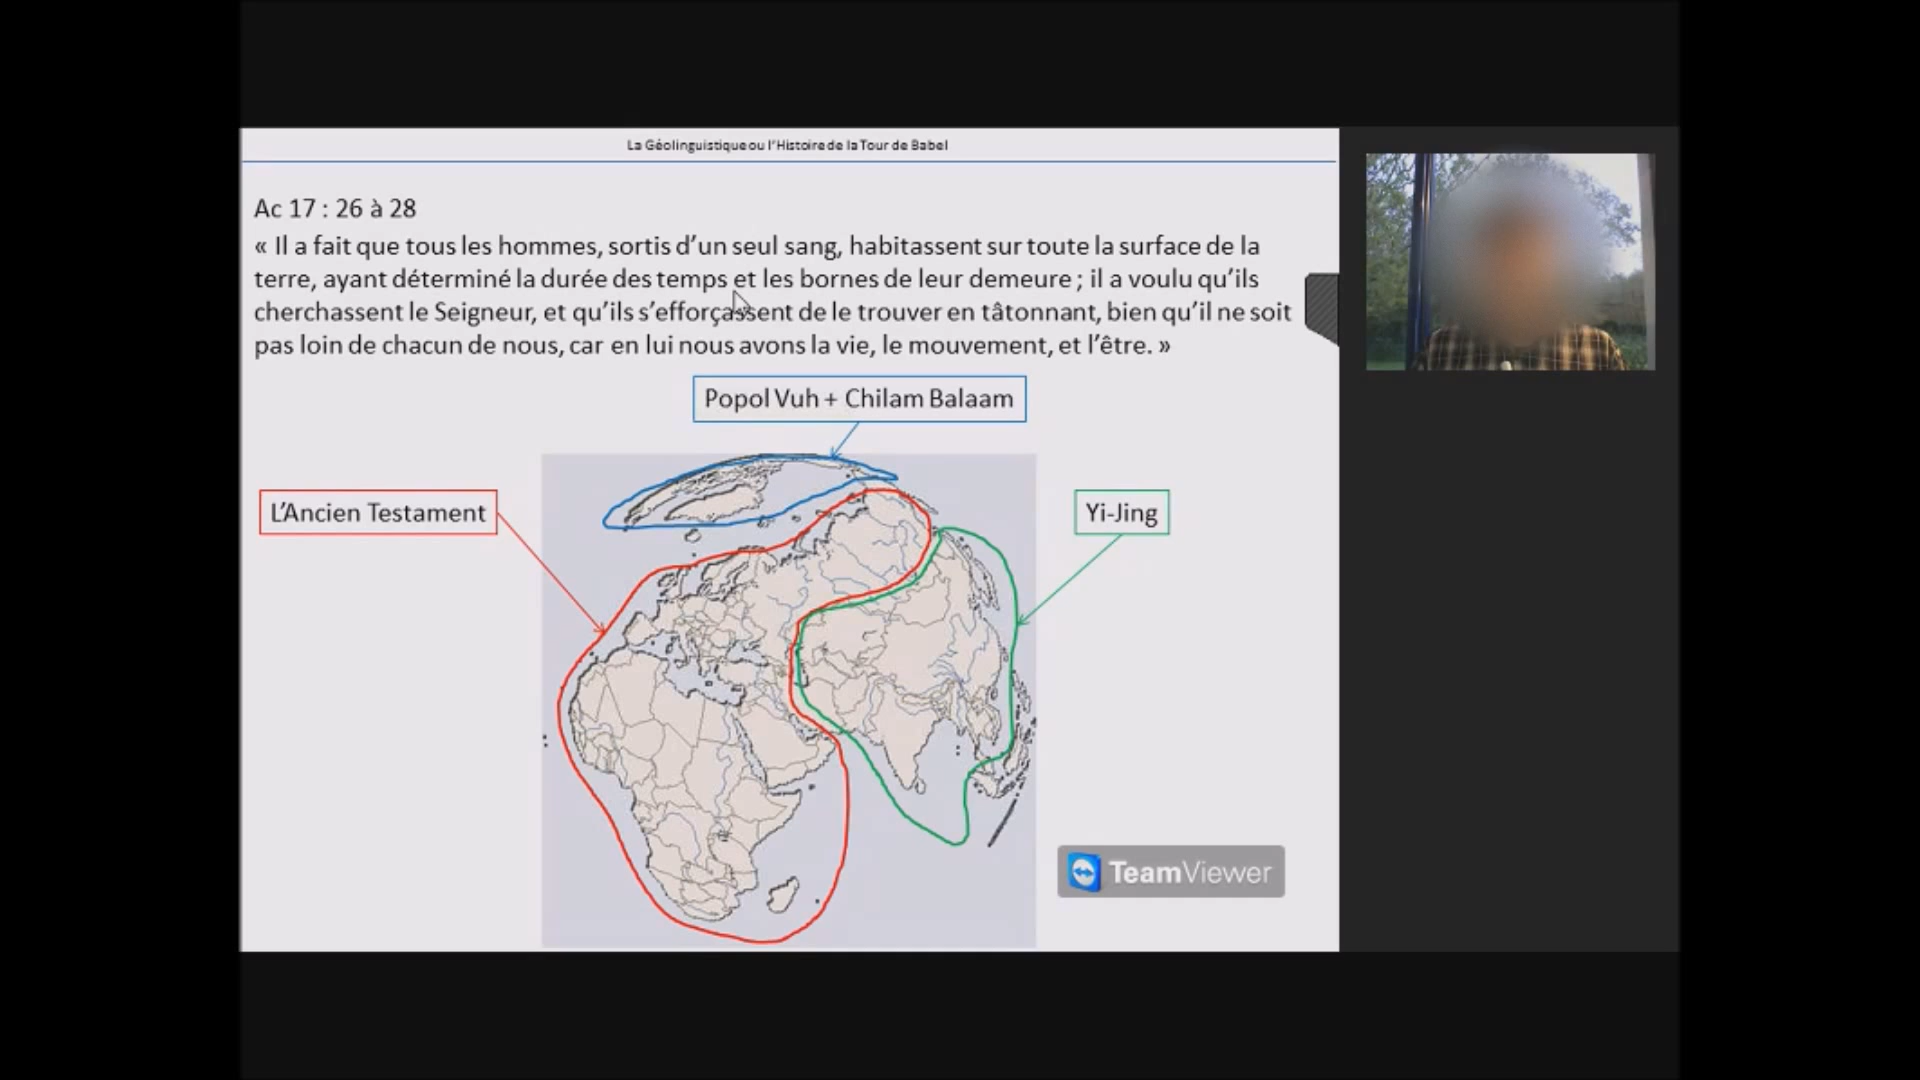 La Géolinguistique ou l'Histoire de la Tour de Babel
Ac 17 : 26 à 28
« Il a fait que tous les hommes, sortis d'un seul sang, habitassent sur toute la surface de la
terre, ayant déterminé la durée des temps et les bornes de leur demeure ; il a voulu qu'ils
cherchassent le Seigneur, et qu'ils s'efforçassent de le trouver en tâtonnant, bien qu'il ne soit
pas loin de chacun de nous, car en lui nous avons la vie, le mouvement, et l'être. »
Popol Vuh + Chilam Balaam
L'Ancien Testament
Yi-Jing
TeamViewer